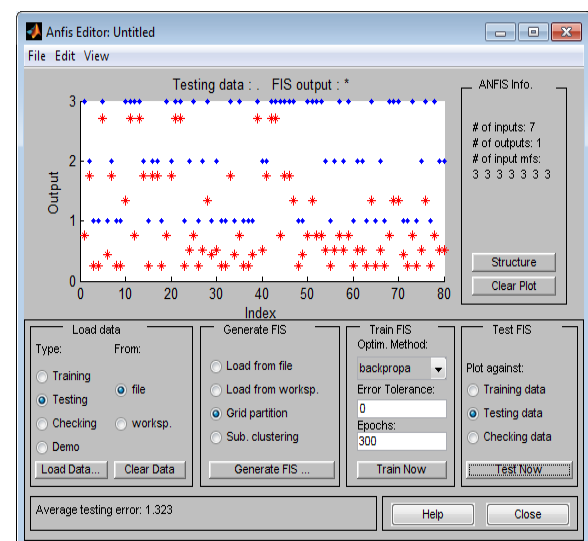 Anfis Editor: Untitled
File Edit View
Testing data : .   FIS output : *
Output
3
2
1
0
0 10 20 30 40 50 60 70 80
Index
ANFIS Info.
# of inputs: 7
# of outputs: 1
# of input mfs:
3 3 3 3 3 3 3
Structure
Clear Plot
Load data
Type: From:
Training
Testing
Checking
Demo
file
worksp.
Load Data... Clear Data
Generate FIS
Load from file
Load from worksp.
Grid partition
Sub. clustering
Generate FIS ...
Train FIS
Optim. Method:
backpropa
Error Tolerance:
0
Epochs:
300
Train Now
Test FIS
Plot against:
Training data
Testing data
Checking data
Test Now
Average testing error: 1.323
Help Close